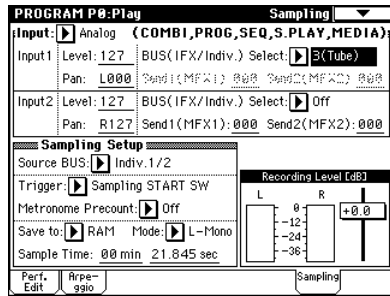 PROGRAM P0:Play Sampling
Input: Analog (COMBI,PROG,SEQ,S.PLAY,MEDIA)
Input1 Level: 127 BUS(IFX/Indiv.) Select: 3(Tube)
Pan: L000 Send1(MFX1) 000 Send2(MFX2) 000
Input2 Level: 127 BUS(IFX/Indiv.) Select: Off
Pan: R127 Send1(MFX1): 000 Send2(MFX2): 000
Sampling Setup
Source BUS: Indiv.1/2
Trigger: Sampling START SW
Metronome Precount: Off
Save to: RAM Mode: L-Mono
Sample Time: 00 min 21.845 sec
Recording Level [dB]
L R
0
+0.0
-12
-24
-36
Perf. Edit
Arpe-ggio
Sampling